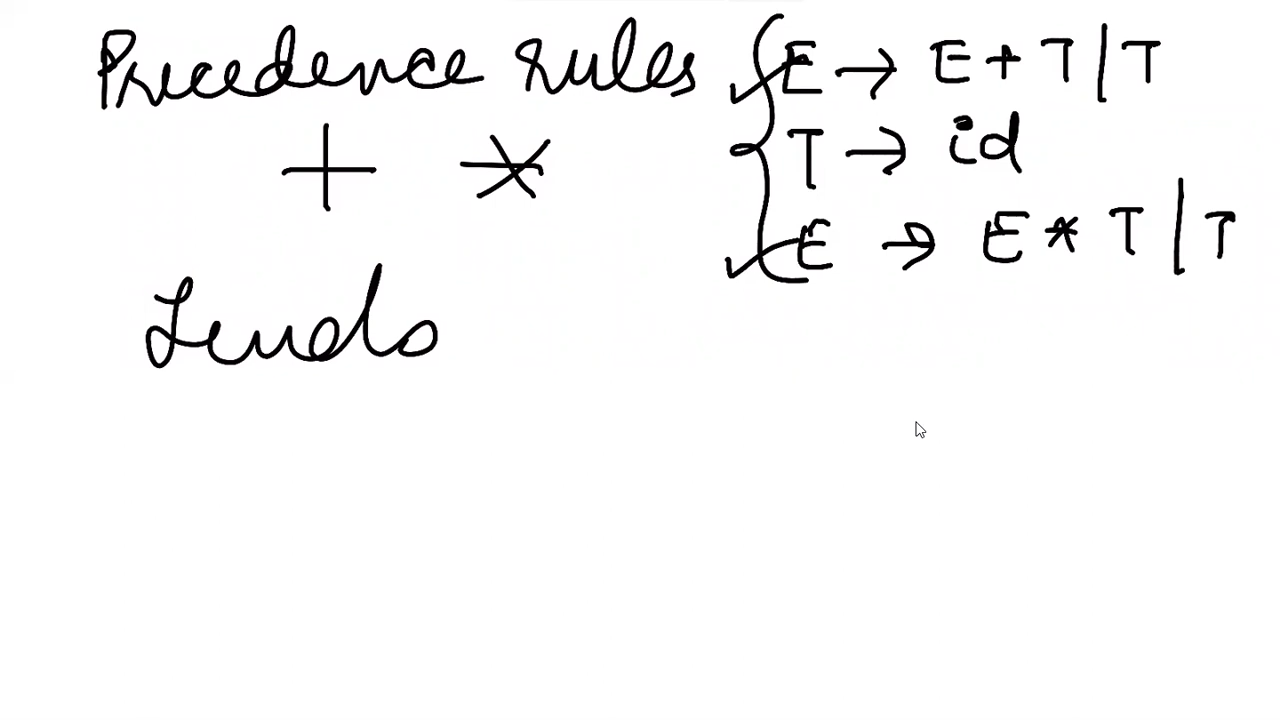 Precedence rules
+ *
E → E + T | T
T → id
E → E * T | T